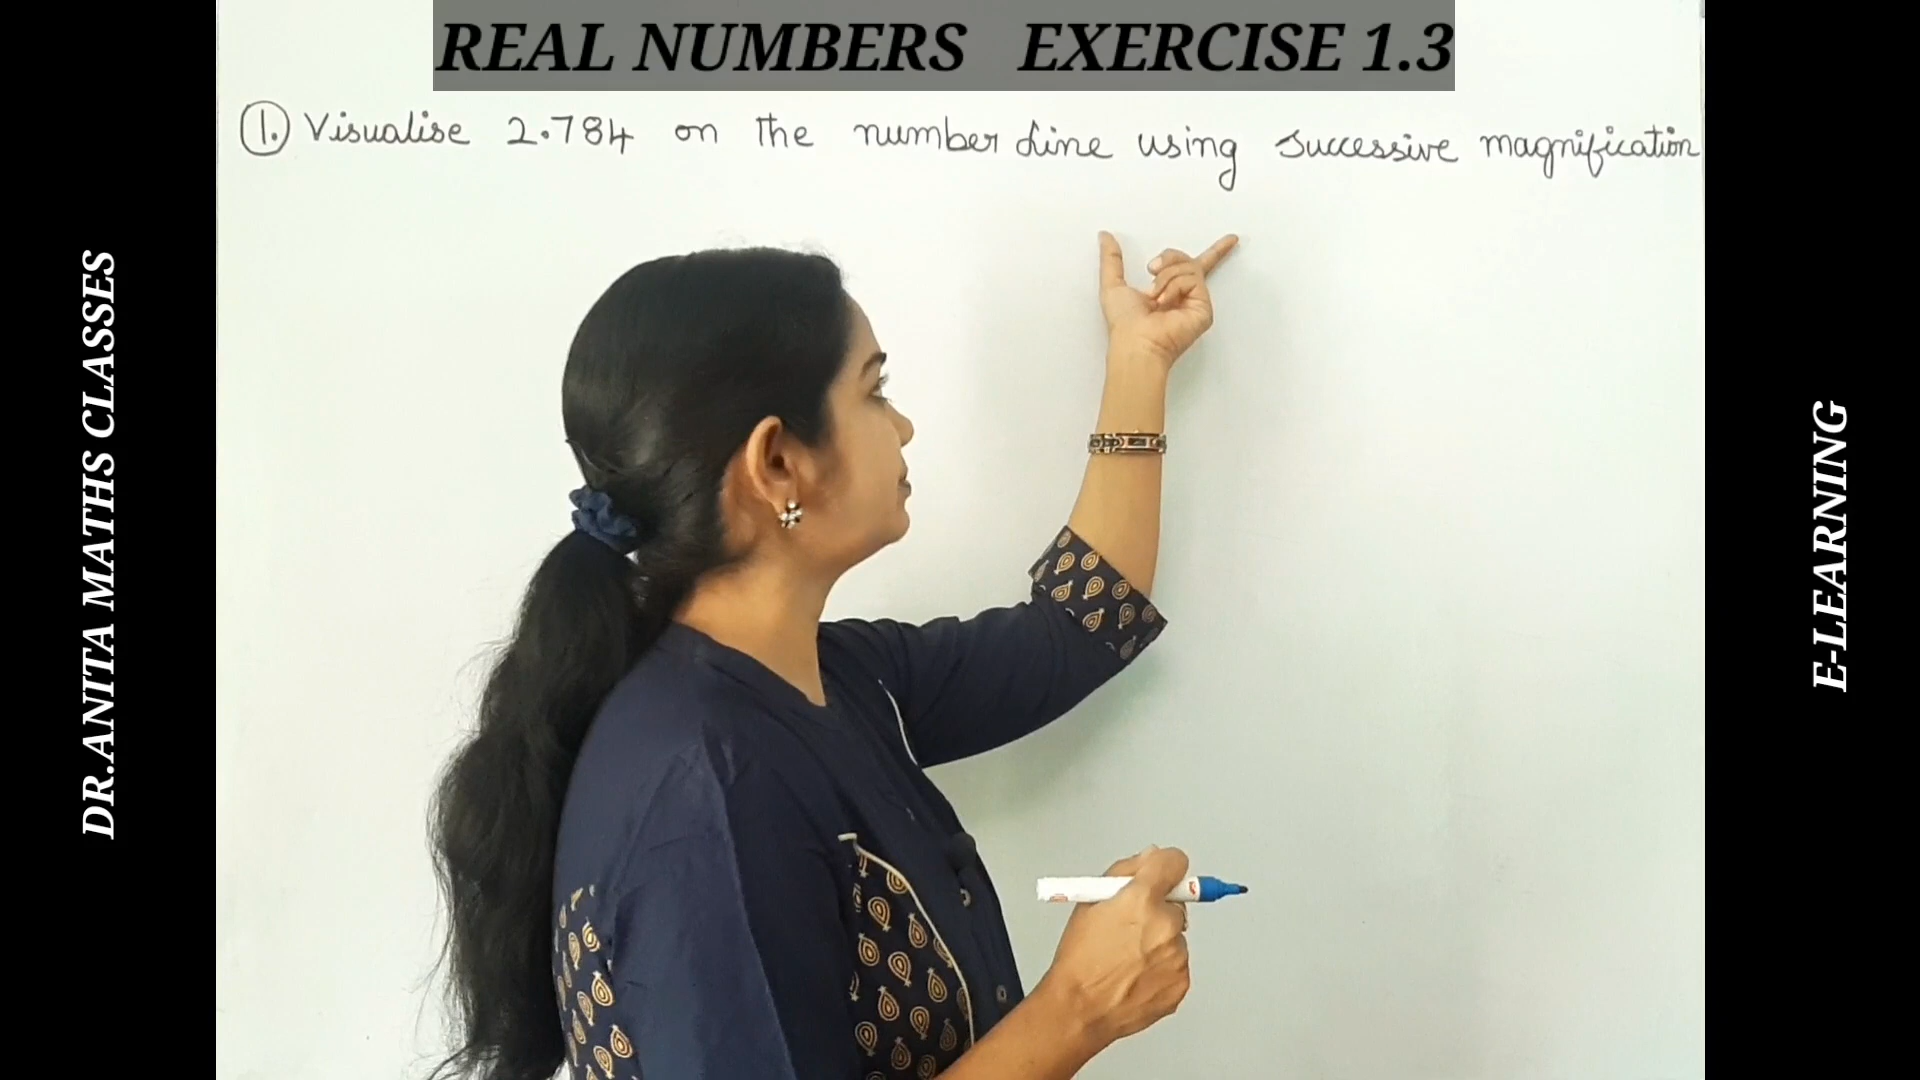 REAL NUMBERS EXERCISE 1.3
1. Visualise 2.784 on the number line using successive magnification
DR.ANITA MATHS CLASSES
E-LEARNING